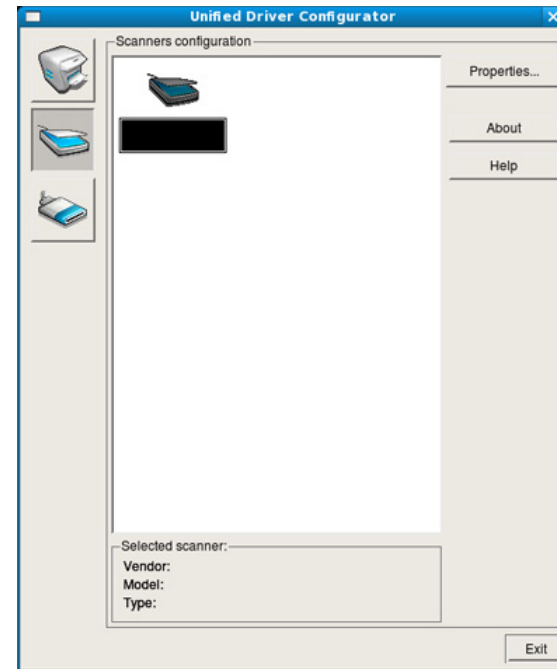 Unified Driver Configurator
Scanners configuration
Properties...
About
Help
Selected scanner:
Vendor:
Model:
Type:
Exit